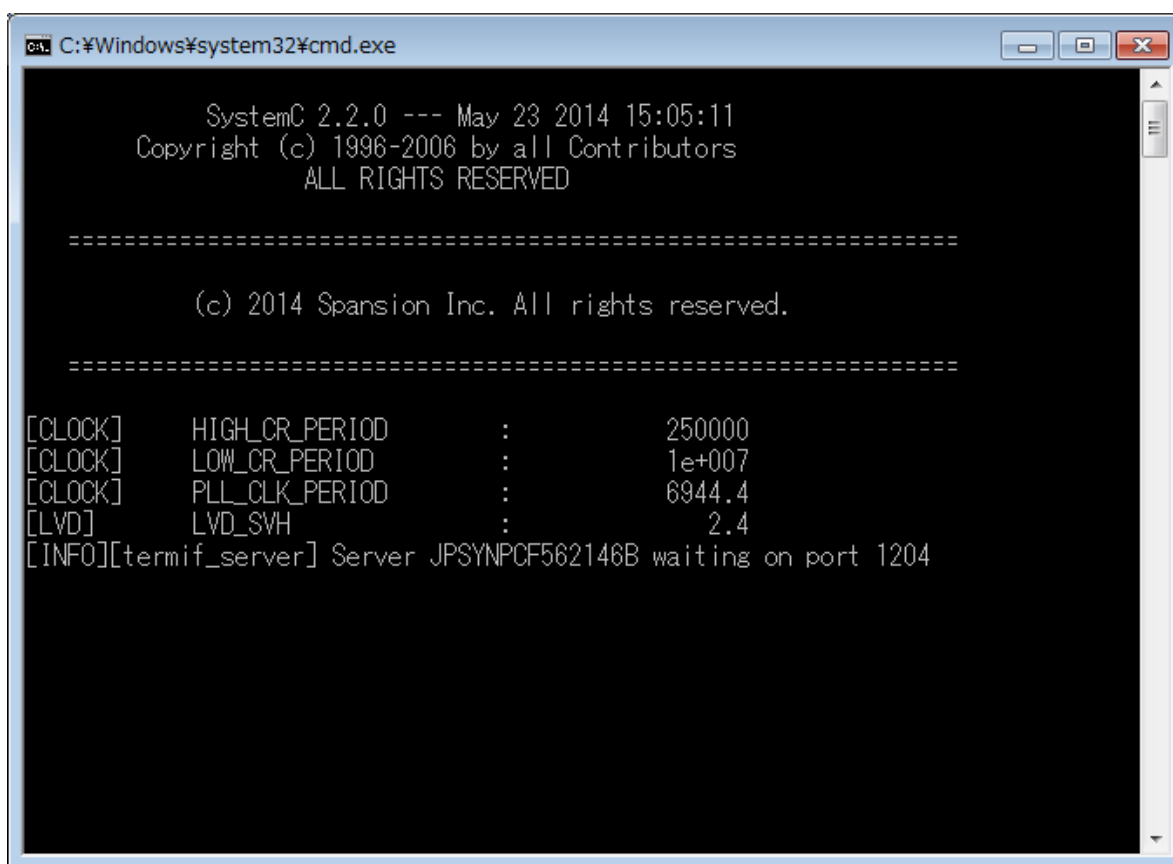 C:¥Windows¥system32¥cmd.exe
SystemC 2.2.0 --- May 23 2014 15:05:11
Copyright (c) 1996-2006 by all Contributors
ALL RIGHTS RESERVED
================================================================
(c) 2014 Spansion Inc. All rights reserved.
================================================================
[CLOCK] HIGH_CR_PERIOD : 250000
[CLOCK] LOW_CR_PERIOD : 1e+007
[CLOCK] PLL_CLK_PERIOD : 6944.4
[LVD] LVD_SVH : 2.4
[INFO][termif_server] Server JPSYNPCF562146B waiting on port 1204